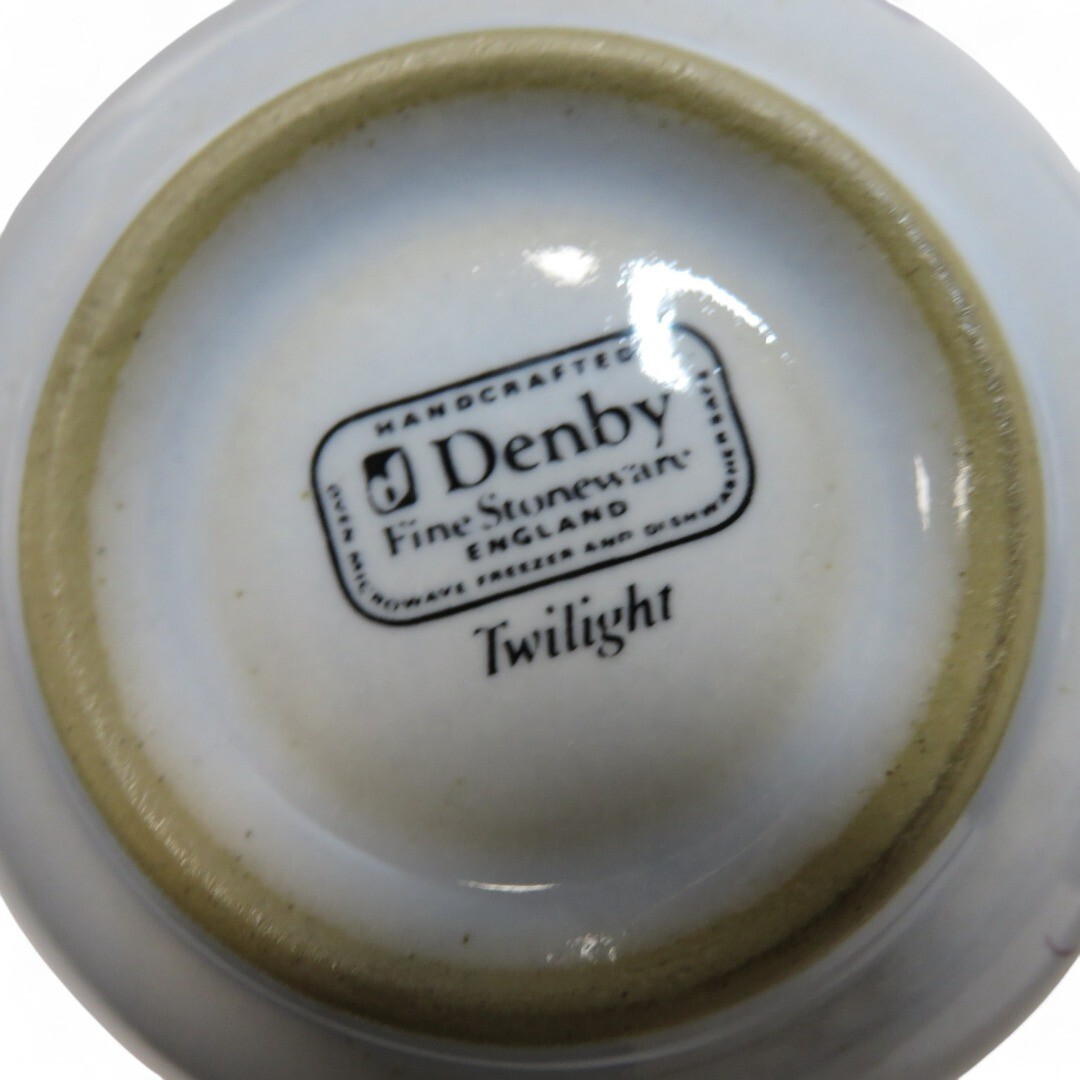 HANDCRAFTED
Denby
Fine Stoneware
ENGLAND
OVEN MICROWAVE FREEZER AND DISHWASHER SAFE
Twilight